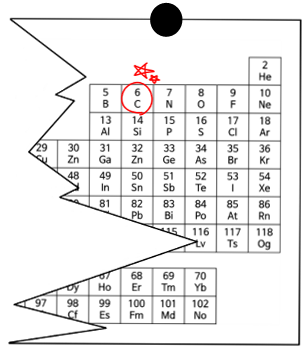 2
He
5 6 7 8 9 10
B C N O F Ne
13 14 15 16 17 18
Al Si P S Cl Ar
29 30 31 32 33 34 35 36
Cu Zn Ga Zn Ge As Br Kr
48 49 50 51 52 53 54
In Sn Sb Te I Xe
81 82 83 84 85 86
Pb Bi Po At Rn
115 116 117 118
Lv Ts Og
67 68 69 70
Dy Ho Er Tm Yb
97 98 99 100 101 102
Cf Es Fm Md No